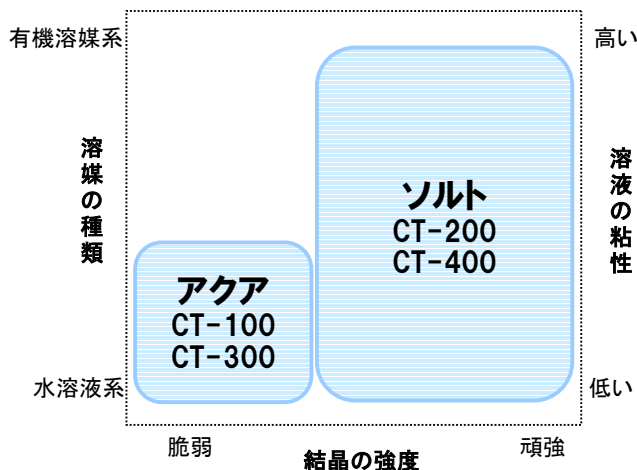 有機溶媒系
高い
溶媒の種類
溶液の粘性
ソルト
CT-200
CT-400
アクア
CT-100
CT-300
水溶液系
低い
脆弱
頑強
結晶の強度